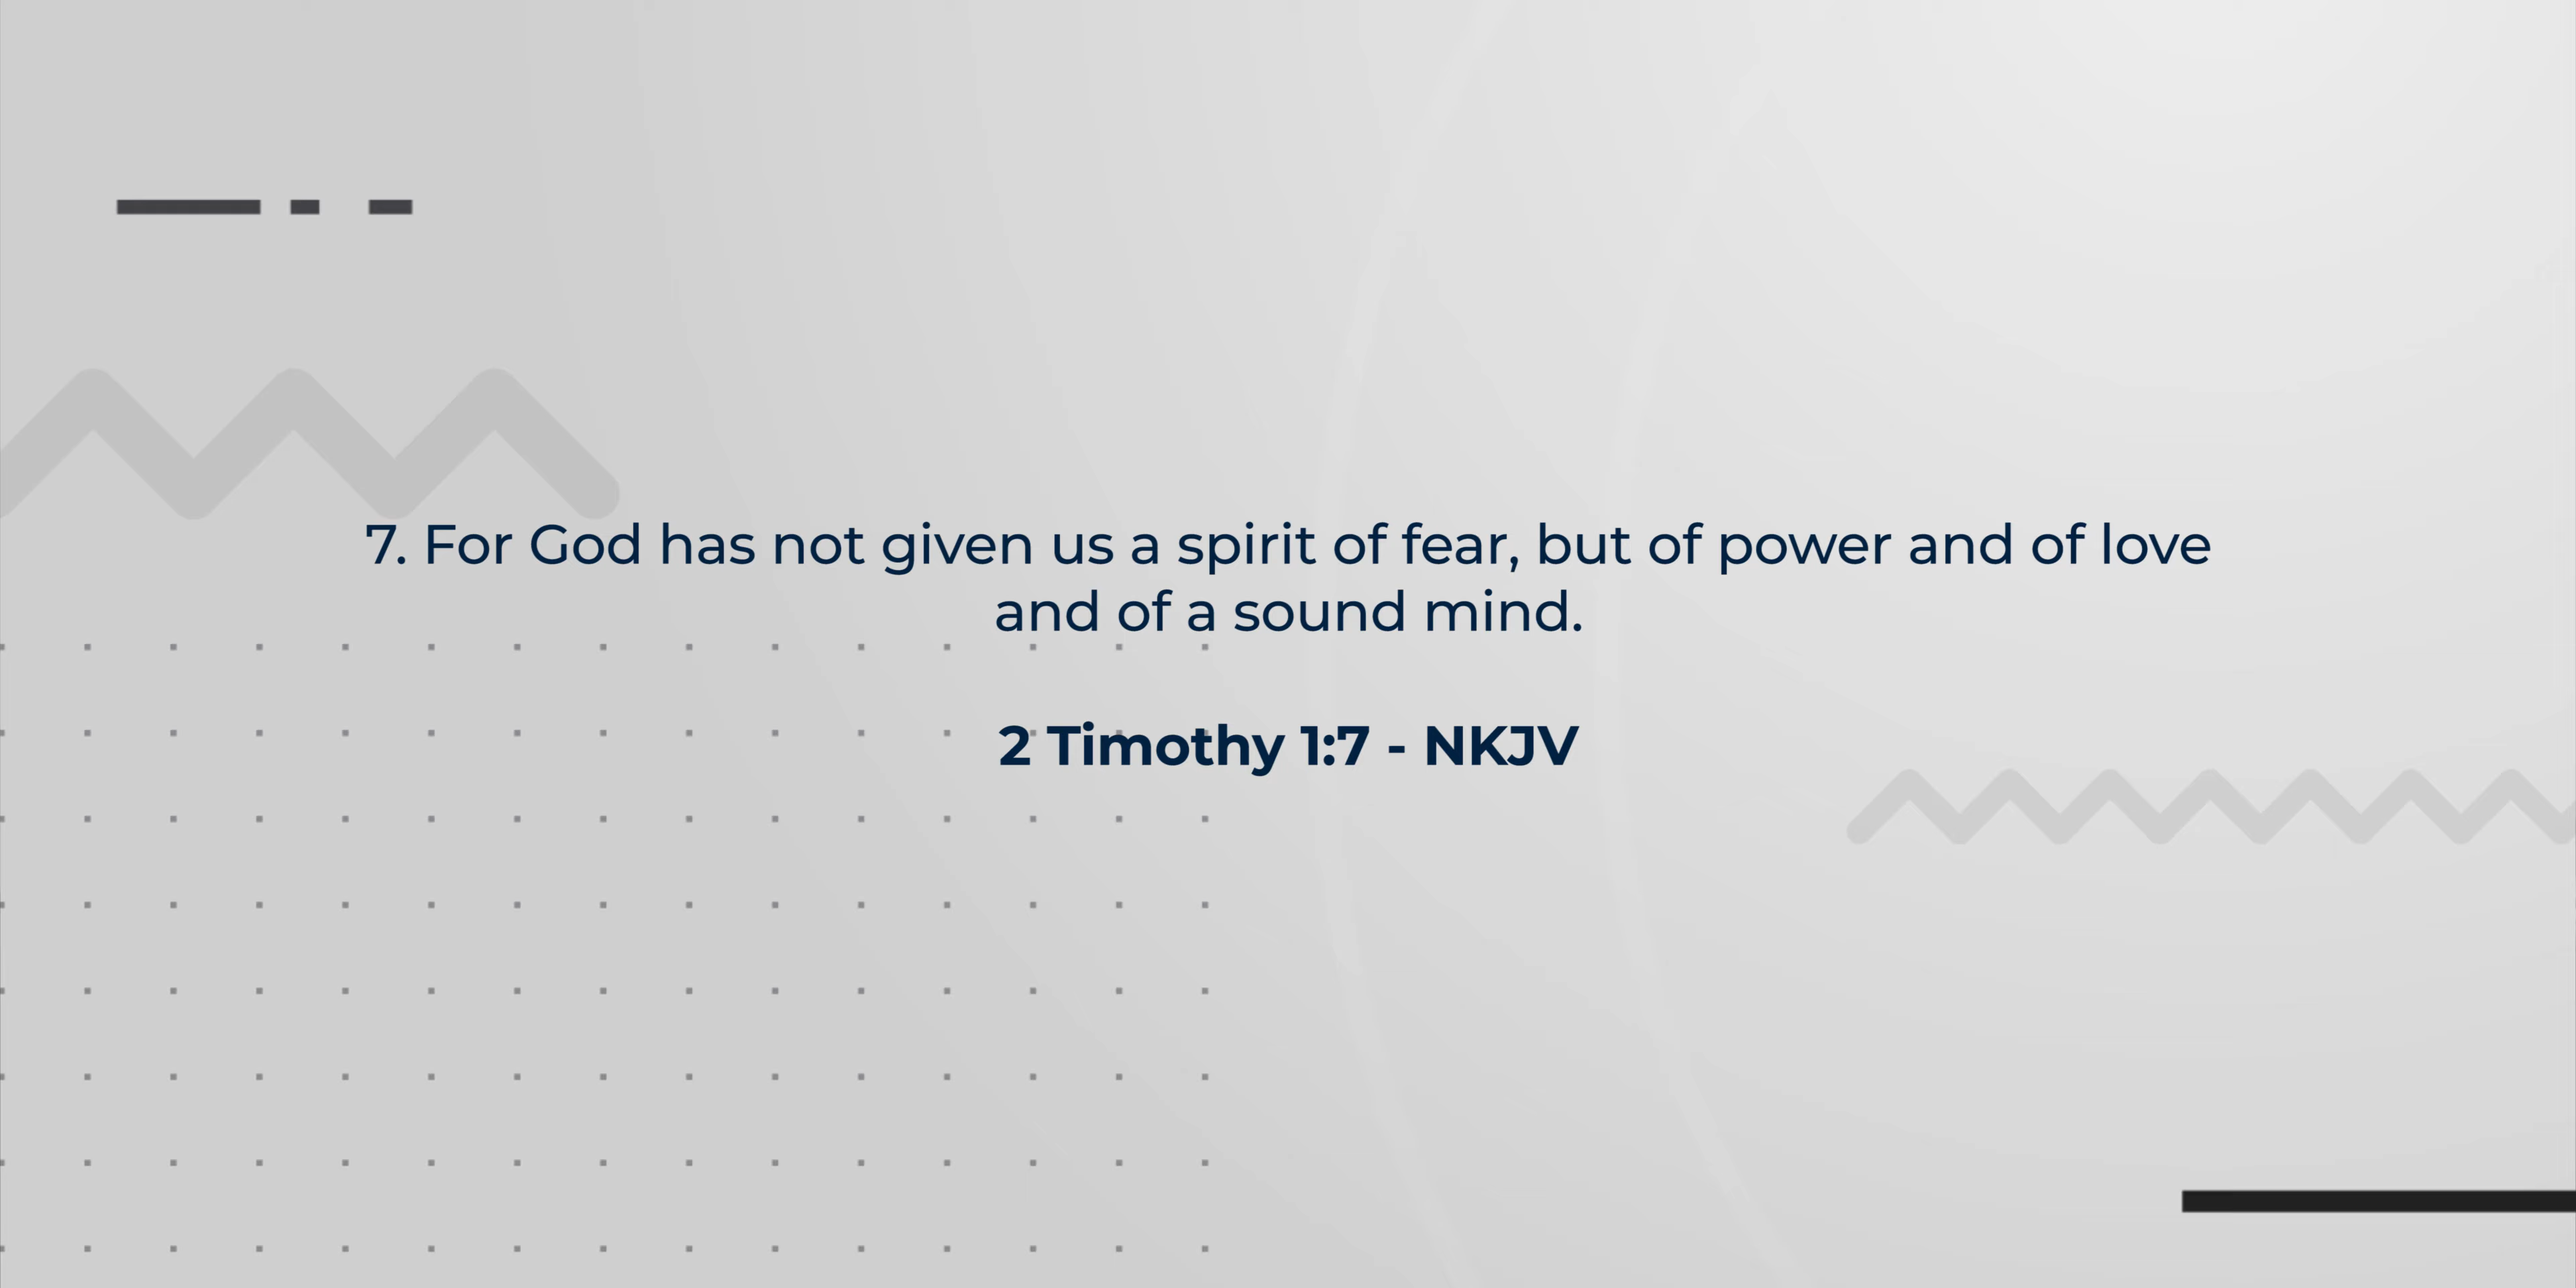 7. For God has not given us a spirit of fear, but of power and of love
and of a sound mind.
2 Timothy 1:7 - NKJV